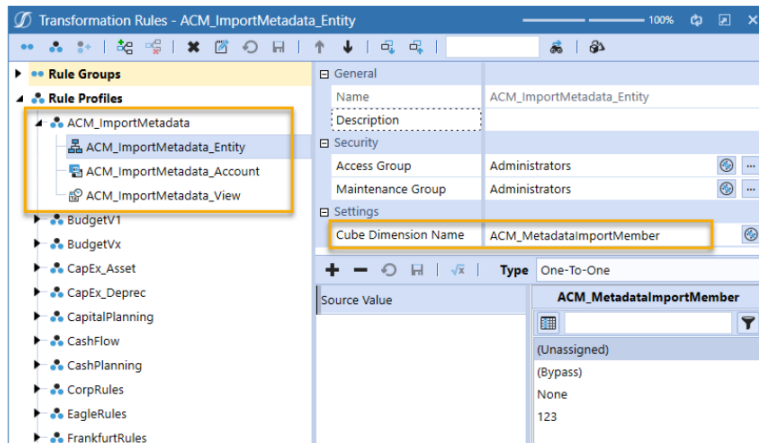 Transformation Rules - ACM_ImportMetadata_Entity
100%
Rule Groups
Rule Profiles
ACM_ImportMetadata
ACM_ImportMetadata_Entity
ACM_ImportMetadata_Account
ACM_ImportMetadata_View
BudgetV1
BudgetVx
CapEx_Asset
CapEx_Deprec
CapitalPlanning
CashFlow
CashPlanning
CorpRules
EagleRules
FrankfurtRules
General
Name ACM_ImportMetadata_Entity
Description
Security
Access Group Administrators
Maintenance Group Administrators
Settings
Cube Dimension Name ACM_MetadataImportMember
Type One-To-One
Source Value
ACM_MetadataImportMember
(Unassigned)
(Bypass)
None
123